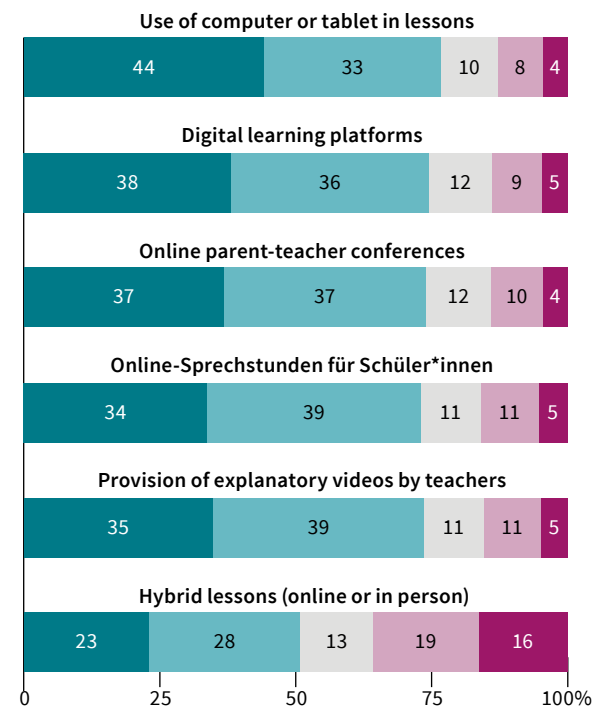 Use of computer or tablet in lessons
44 33 10 8 4
Digital learning platforms
38 36 12 9 5
Online parent-teacher conferences
37 37 12 10 4
Online-Sprechstunden für Schüler*innen
34 39 11 11 5
Provision of explanatory videos by teachers
35 39 11 11 5
Hybrid lessons (online or in person)
23 28 13 19 16
0 25 50 75 100%